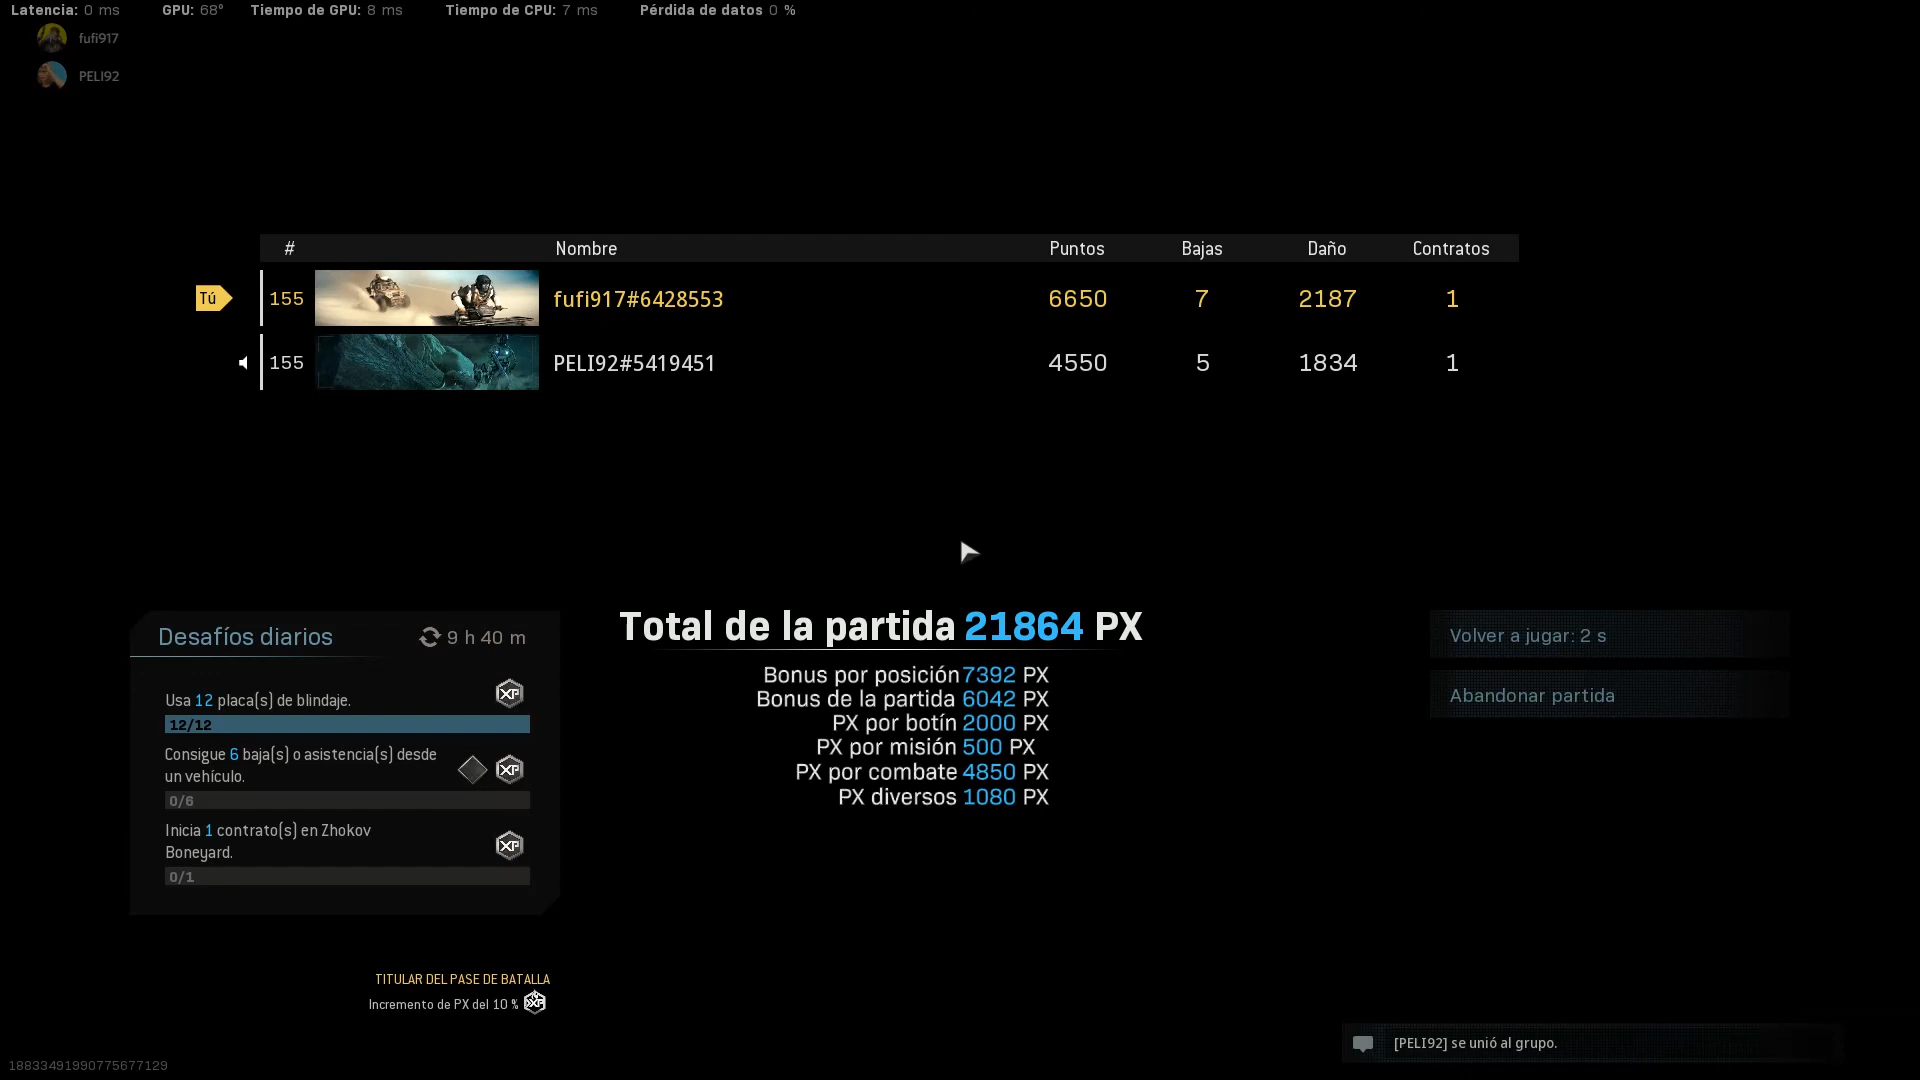 Latencia: 0 ms GPU: 68° Tiempo de GPU: 8 ms Tiempo de CPU: 7 ms Pérdida de datos 0 %
fufi917
PELI92
# Nombre Puntos Bajas Daño Contratos
Tú 155 fufi917#6428553 6650 7 2187 1
155 PELI92#5419451 4550 5 1834 1
Desafíos diarios 9 h 40 m
Usa 12 placa(s) de blindaje.
XP
12/12
Consigue 6 baja(s) o asistencia(s) desde
un vehículo.
XP
0/6
Inicia 1 contrato(s) en Zhokov
Boneyard.
XP
0/1
Total de la partida 21864 PX
Bonus por posición 7392 PX
Bonus de la partida 6042 PX
PX por botín 2000 PX
PX por misión 500 PX
PX por combate 4850 PX
PX diversos 1080 PX
Volver a jugar: 2 s
Abandonar partida
TITULAR DEL PASE DE BATALLA
Incremento de PX del 10 %
[PELI92] se unió al grupo.
18833491990775677129